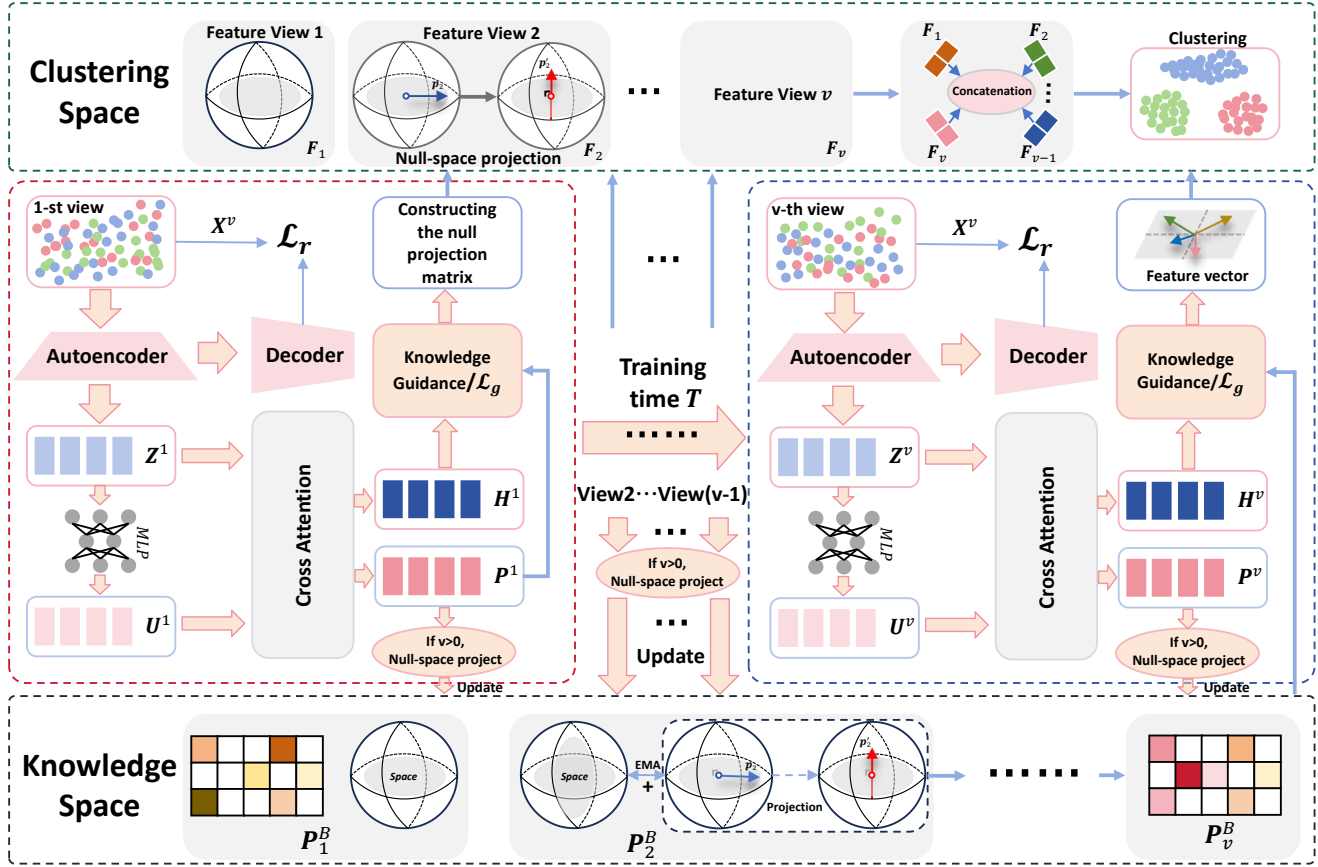 Clustering
Space
Feature View 1
F₁
Feature View 2
p₂
p₂′
r
Null-space projection
F₂
...
Feature View v
Fᵥ
F₁
F₂
Concatenation
Fᵥ
Fᵥ₋₁
Clustering
1-st view
Xᵛ
ℒᵣ
Constructing
the null
projection
matrix
Autoencoder
Decoder
Knowledge
Guidance/ℒg
Z¹
MLP
U¹
Cross Attention
H¹
P¹
If v>0,
Null-space project
Update
...
Training
time T
......
View2···View(v-1)
...
If v>0,
Null-space project
...
Update
v-th view
Xᵛ
ℒᵣ
Feature vector
Autoencoder
Decoder
Knowledge
Guidance/ℒg
Zᵛ
MLP
Uᵛ
Cross Attention
Hᵛ
Pᵛ
If v>0,
Null-space project
Update
Knowledge
Space
Space
P₁ᴮ
Space
EMA
+
p₂
p₂′
Projection
P₂ᴮ
......
Pᵥᴮ